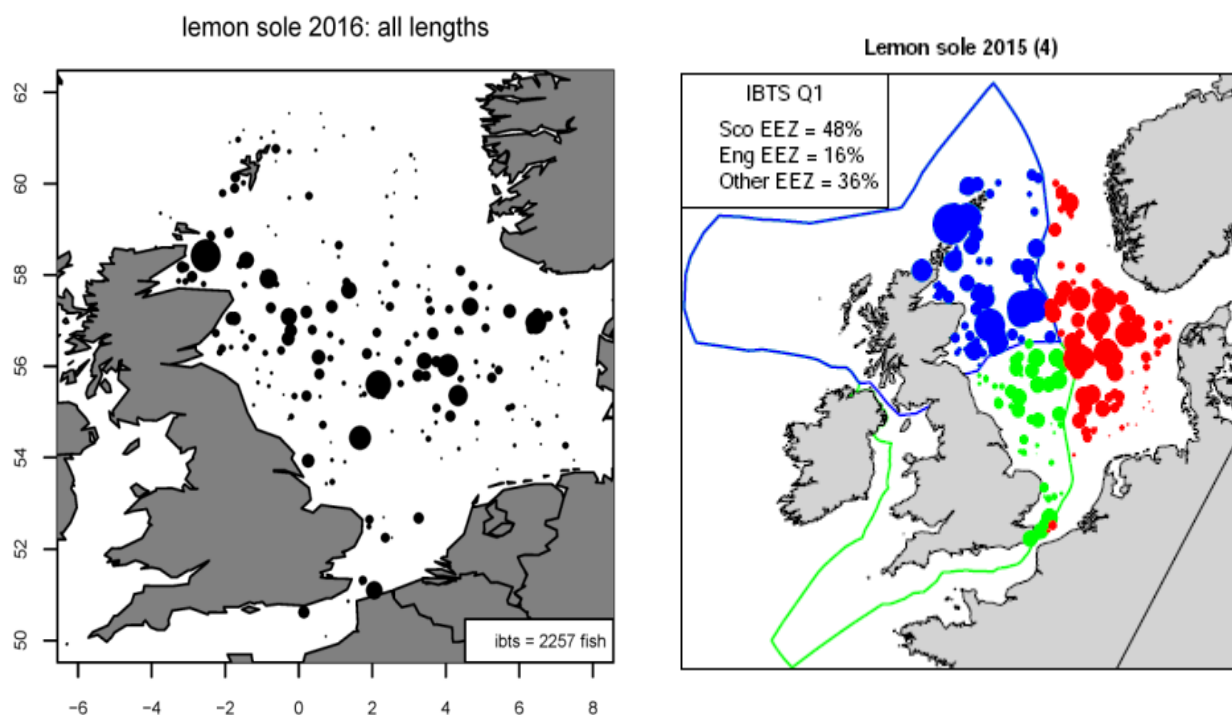 lemon sole 2016: all lengths
62
60
58
56
54
52
50
ibts = 2257 fish
-6
-4
-2
0
2
4
6
8
Lemon sole 2015 (4)
IBTS Q1
Sco EEZ = 48%
Eng EEZ = 16%
Other EEZ = 36%